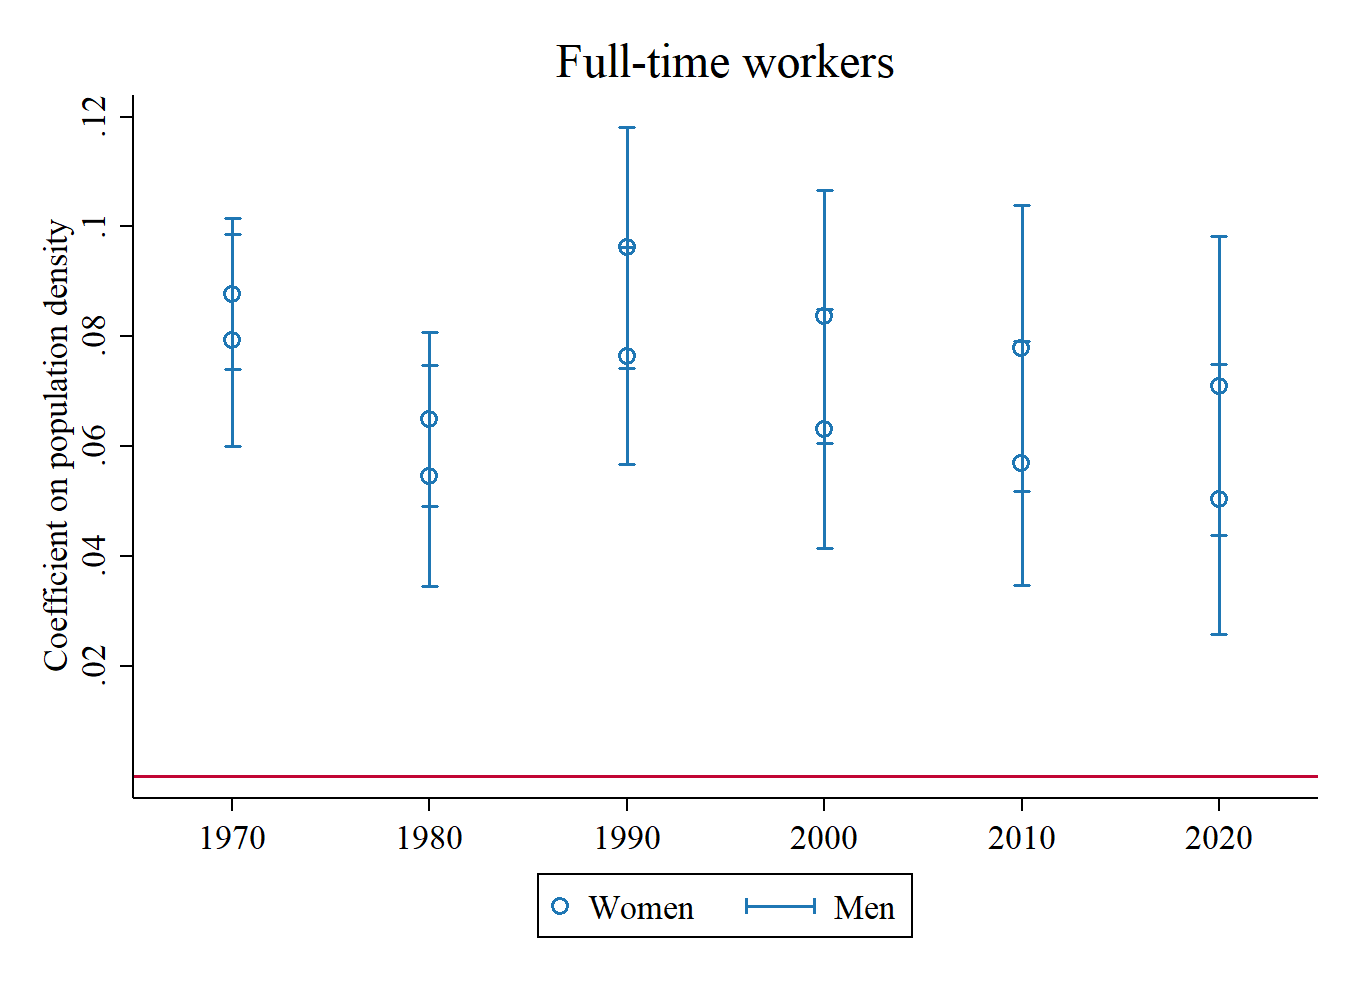 Full-time workers
Coefficient on population density
.12
.1
.08
.06
.04
.02
1970 1980 1990 2000 2010 2020
Women Men